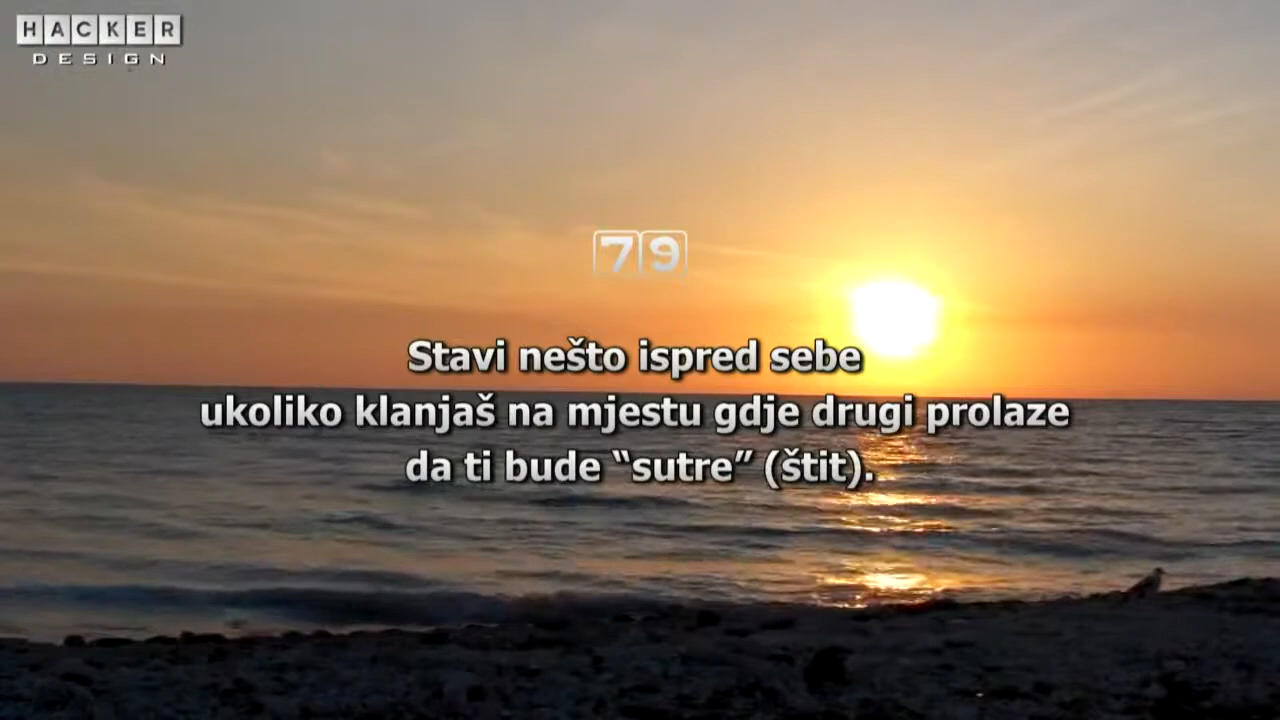 HACKER
DESIGN
79
Stavi nešto ispred sebe
ukoliko klanjaš na mjestu gdje drugi prolaze
da ti bude “sutre” (štit).